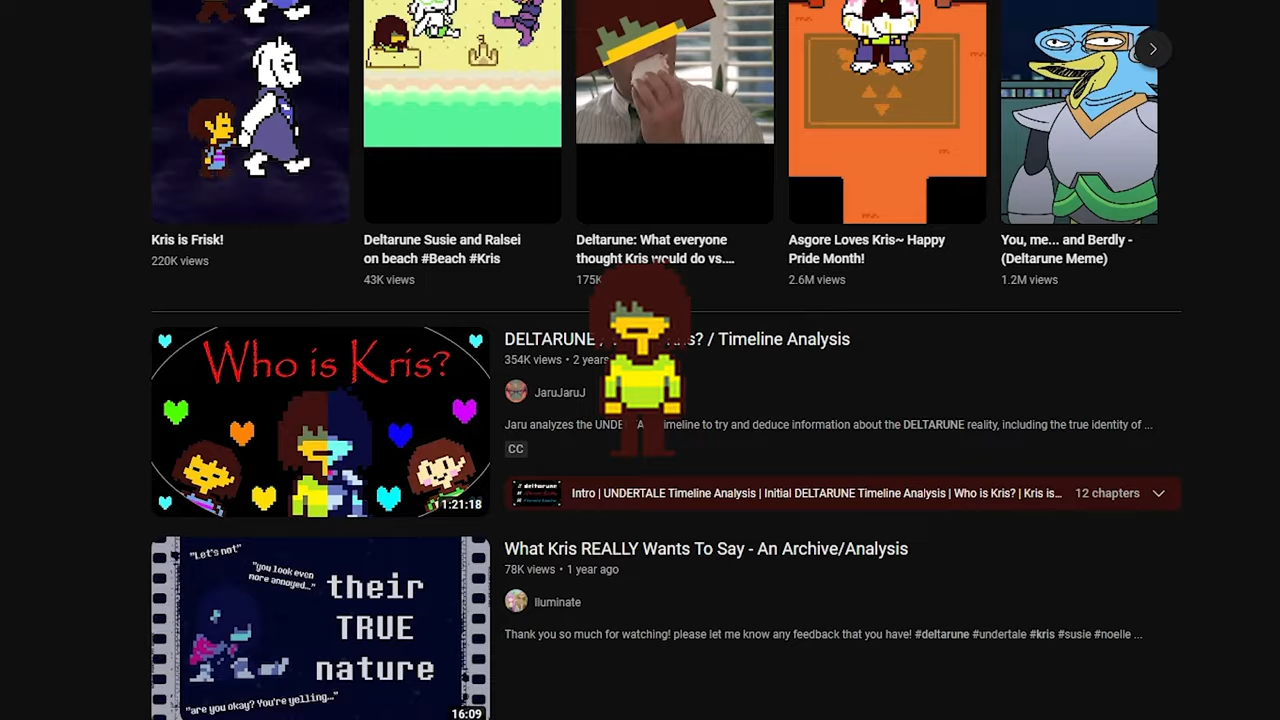 Kris is Frisk!
220K views
Deltarune Susie and Ralsei
on beach #Beach #Kris
43K views
Deltarune: What everyone
thought Kris would do vs....
175K
Asgore Loves Kris~ Happy
Pride Month!
2.6M views
You, me... and Berdly -
(Deltarune Meme)
1.2M views
Who is Kris?
1:21:18
DELTARUNE s? / Timeline Analysis
354K views • 2 years
JaruJaruJ
Jaru analyzes the UNDE A imeline to try and deduce information about the DELTARUNE reality, including the true identity of ...
CC
Intro | UNDERTALE Timeline Analysis | Initial DELTARUNE Timeline Analysis | Who is Kris? | Kris is...
12 chapters
"Let's not"
"you look even
more annoyed..."
their
TRUE
nature
"are you okay? You're yelling..."
16:09
What Kris REALLY Wants To Say - An Archive/Analysis
78K views • 1 year ago
Iluminate
Thank you so much for watching! please let me know any feedback that you have! #deltarune #undertale #kris #susie #noelle ...